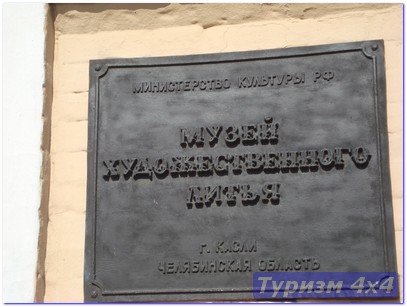 МИНИСТЕРСТВО КУЛЬТУРЫ РФ
МУЗЕЙ
ХУДОЖЕСТВЕННОГО
ЛИТЬЯ
Г. КАСЛИ
ЧЕЛЯБИНСКАЯ ОБЛАСТЬ
Туризм 4x4